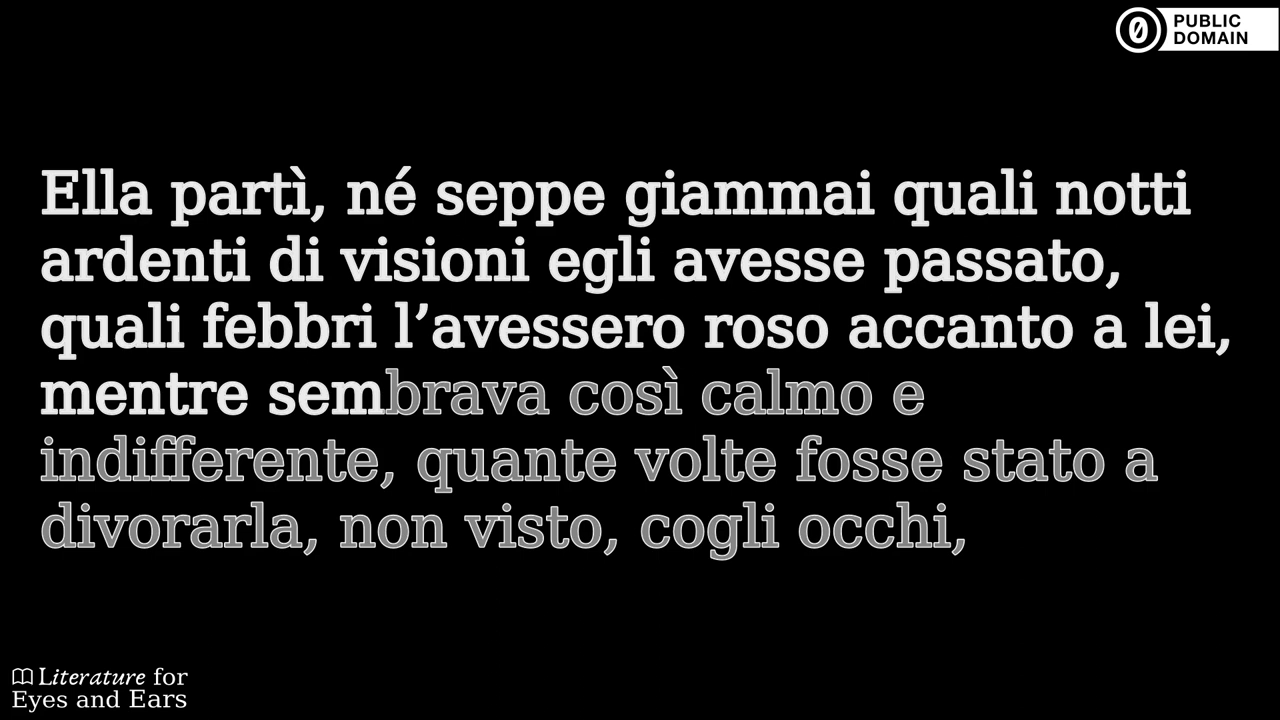 PUBLIC
DOMAIN
Ella partì, né seppe giammai quali notti
ardenti di visioni egli avesse passato,
quali febbri l’avessero roso accanto a lei,
mentre sembrava così calmo e
indifferente, quante volte fosse stato a
divorarla, non visto, cogli occhi,
Literature for
Eyes and Ears